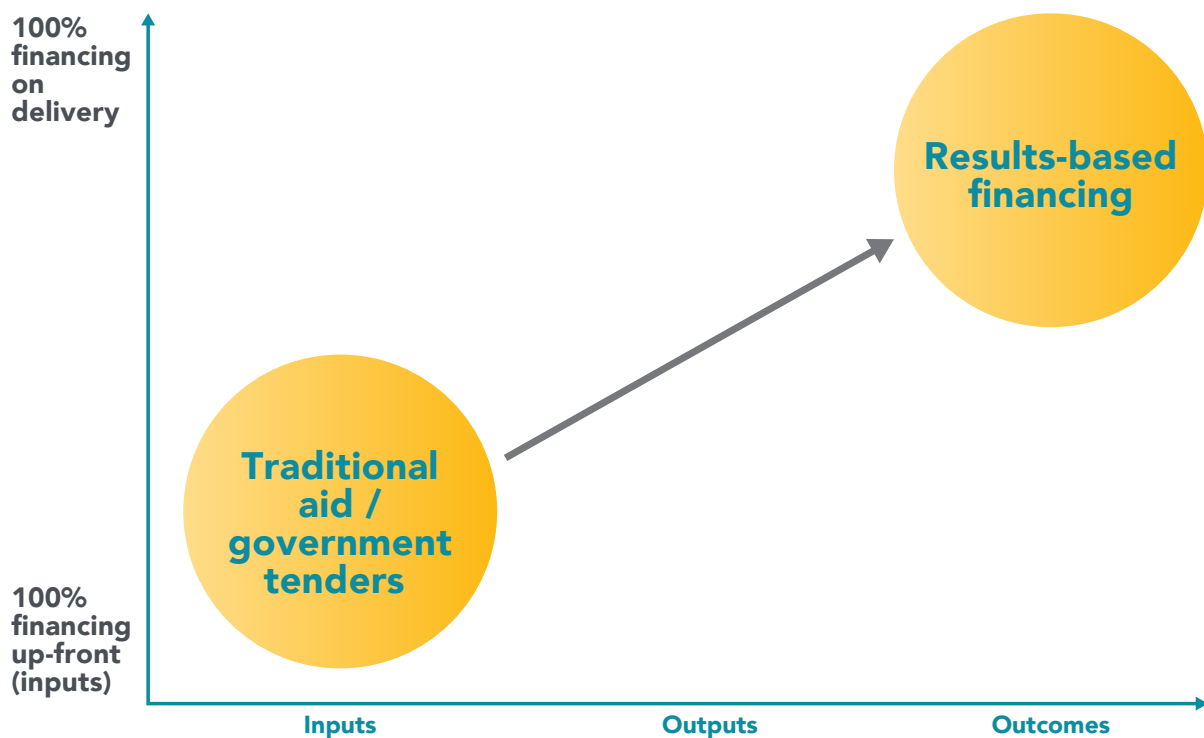 100%
financing
on
delivery
Results-based
financing
Traditional
aid /
government
tenders
100%
financing
up-front
(inputs)
Inputs
Outputs
Outcomes